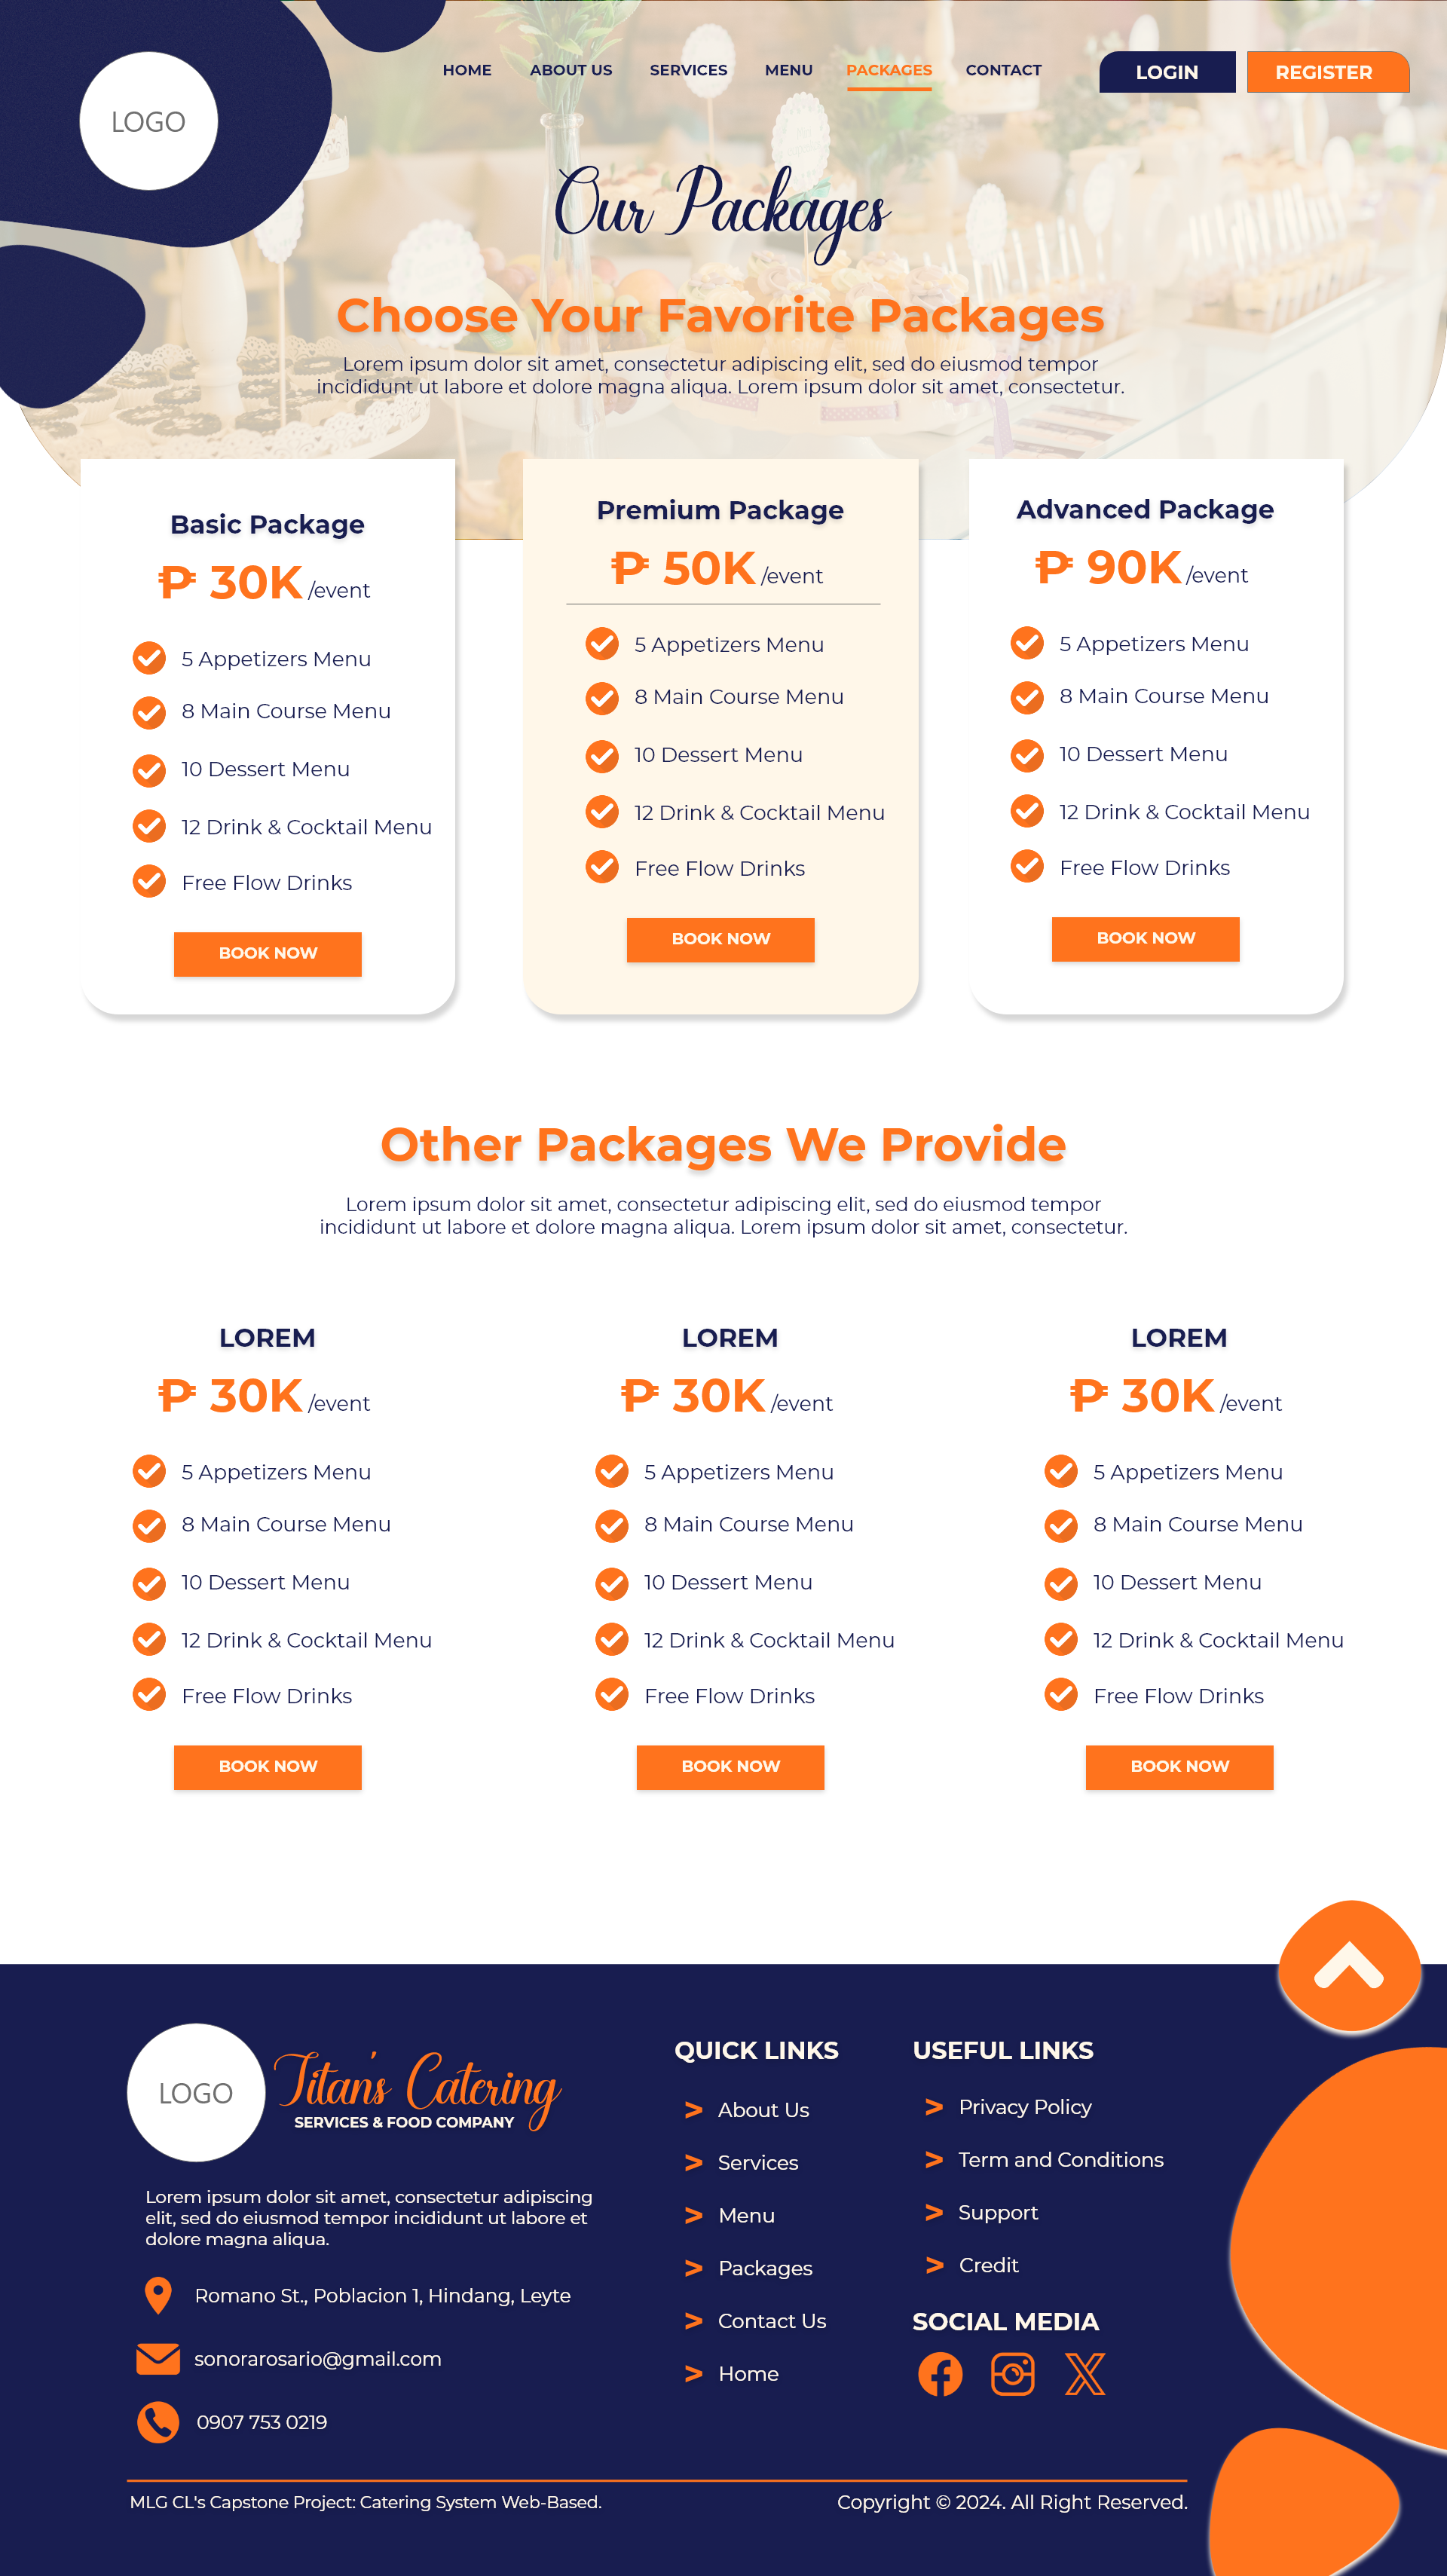 LOGO
HOME
ABOUT US
SERVICES
MENU
PACKAGES
CONTACT
LOGIN
REGISTER
Our Packages
Choose Your Favorite Packages
Lorem ipsum dolor sit amet, consectetur adipiscing elit, sed do eiusmod tempor
incididunt ut labore et dolore magna aliqua. Lorem ipsum dolor sit amet, consectetur.
Basic Package
₱ 30K /event
5 Appetizers Menu
8 Main Course Menu
10 Dessert Menu
12 Drink & Cocktail Menu
Free Flow Drinks
BOOK NOW
Premium Package
₱ 50K /event
5 Appetizers Menu
8 Main Course Menu
10 Dessert Menu
12 Drink & Cocktail Menu
Free Flow Drinks
BOOK NOW
Advanced Package
₱ 90K /event
5 Appetizers Menu
8 Main Course Menu
10 Dessert Menu
12 Drink & Cocktail Menu
Free Flow Drinks
BOOK NOW
Other Packages We Provide
Lorem ipsum dolor sit amet, consectetur adipiscing elit, sed do eiusmod tempor
incididunt ut labore et dolore magna aliqua. Lorem ipsum dolor sit amet, consectetur.
LOREM
₱ 30K /event
5 Appetizers Menu
8 Main Course Menu
10 Dessert Menu
12 Drink & Cocktail Menu
Free Flow Drinks
BOOK NOW
LOREM
₱ 30K /event
5 Appetizers Menu
8 Main Course Menu
10 Dessert Menu
12 Drink & Cocktail Menu
Free Flow Drinks
BOOK NOW
LOREM
₱ 30K /event
5 Appetizers Menu
8 Main Course Menu
10 Dessert Menu
12 Drink & Cocktail Menu
Free Flow Drinks
BOOK NOW
LOGO
Titan's Catering
SERVICES & FOOD COMPANY
Lorem ipsum dolor sit amet, consectetur adipiscing
elit, sed do eiusmod tempor incididunt ut labore et
dolore magna aliqua.
Romano St., Poblacion 1, Hindang, Leyte
sonorarosario@gmail.com
0907 753 0219
QUICK LINKS
> About Us
> Services
> Menu
> Packages
> Contact Us
> Home
USEFUL LINKS
> Privacy Policy
> Term and Conditions
> Support
> Credit
SOCIAL MEDIA
MLG CL's Capstone Project: Catering System Web-Based.
Copyright © 2024. All Right Reserved.